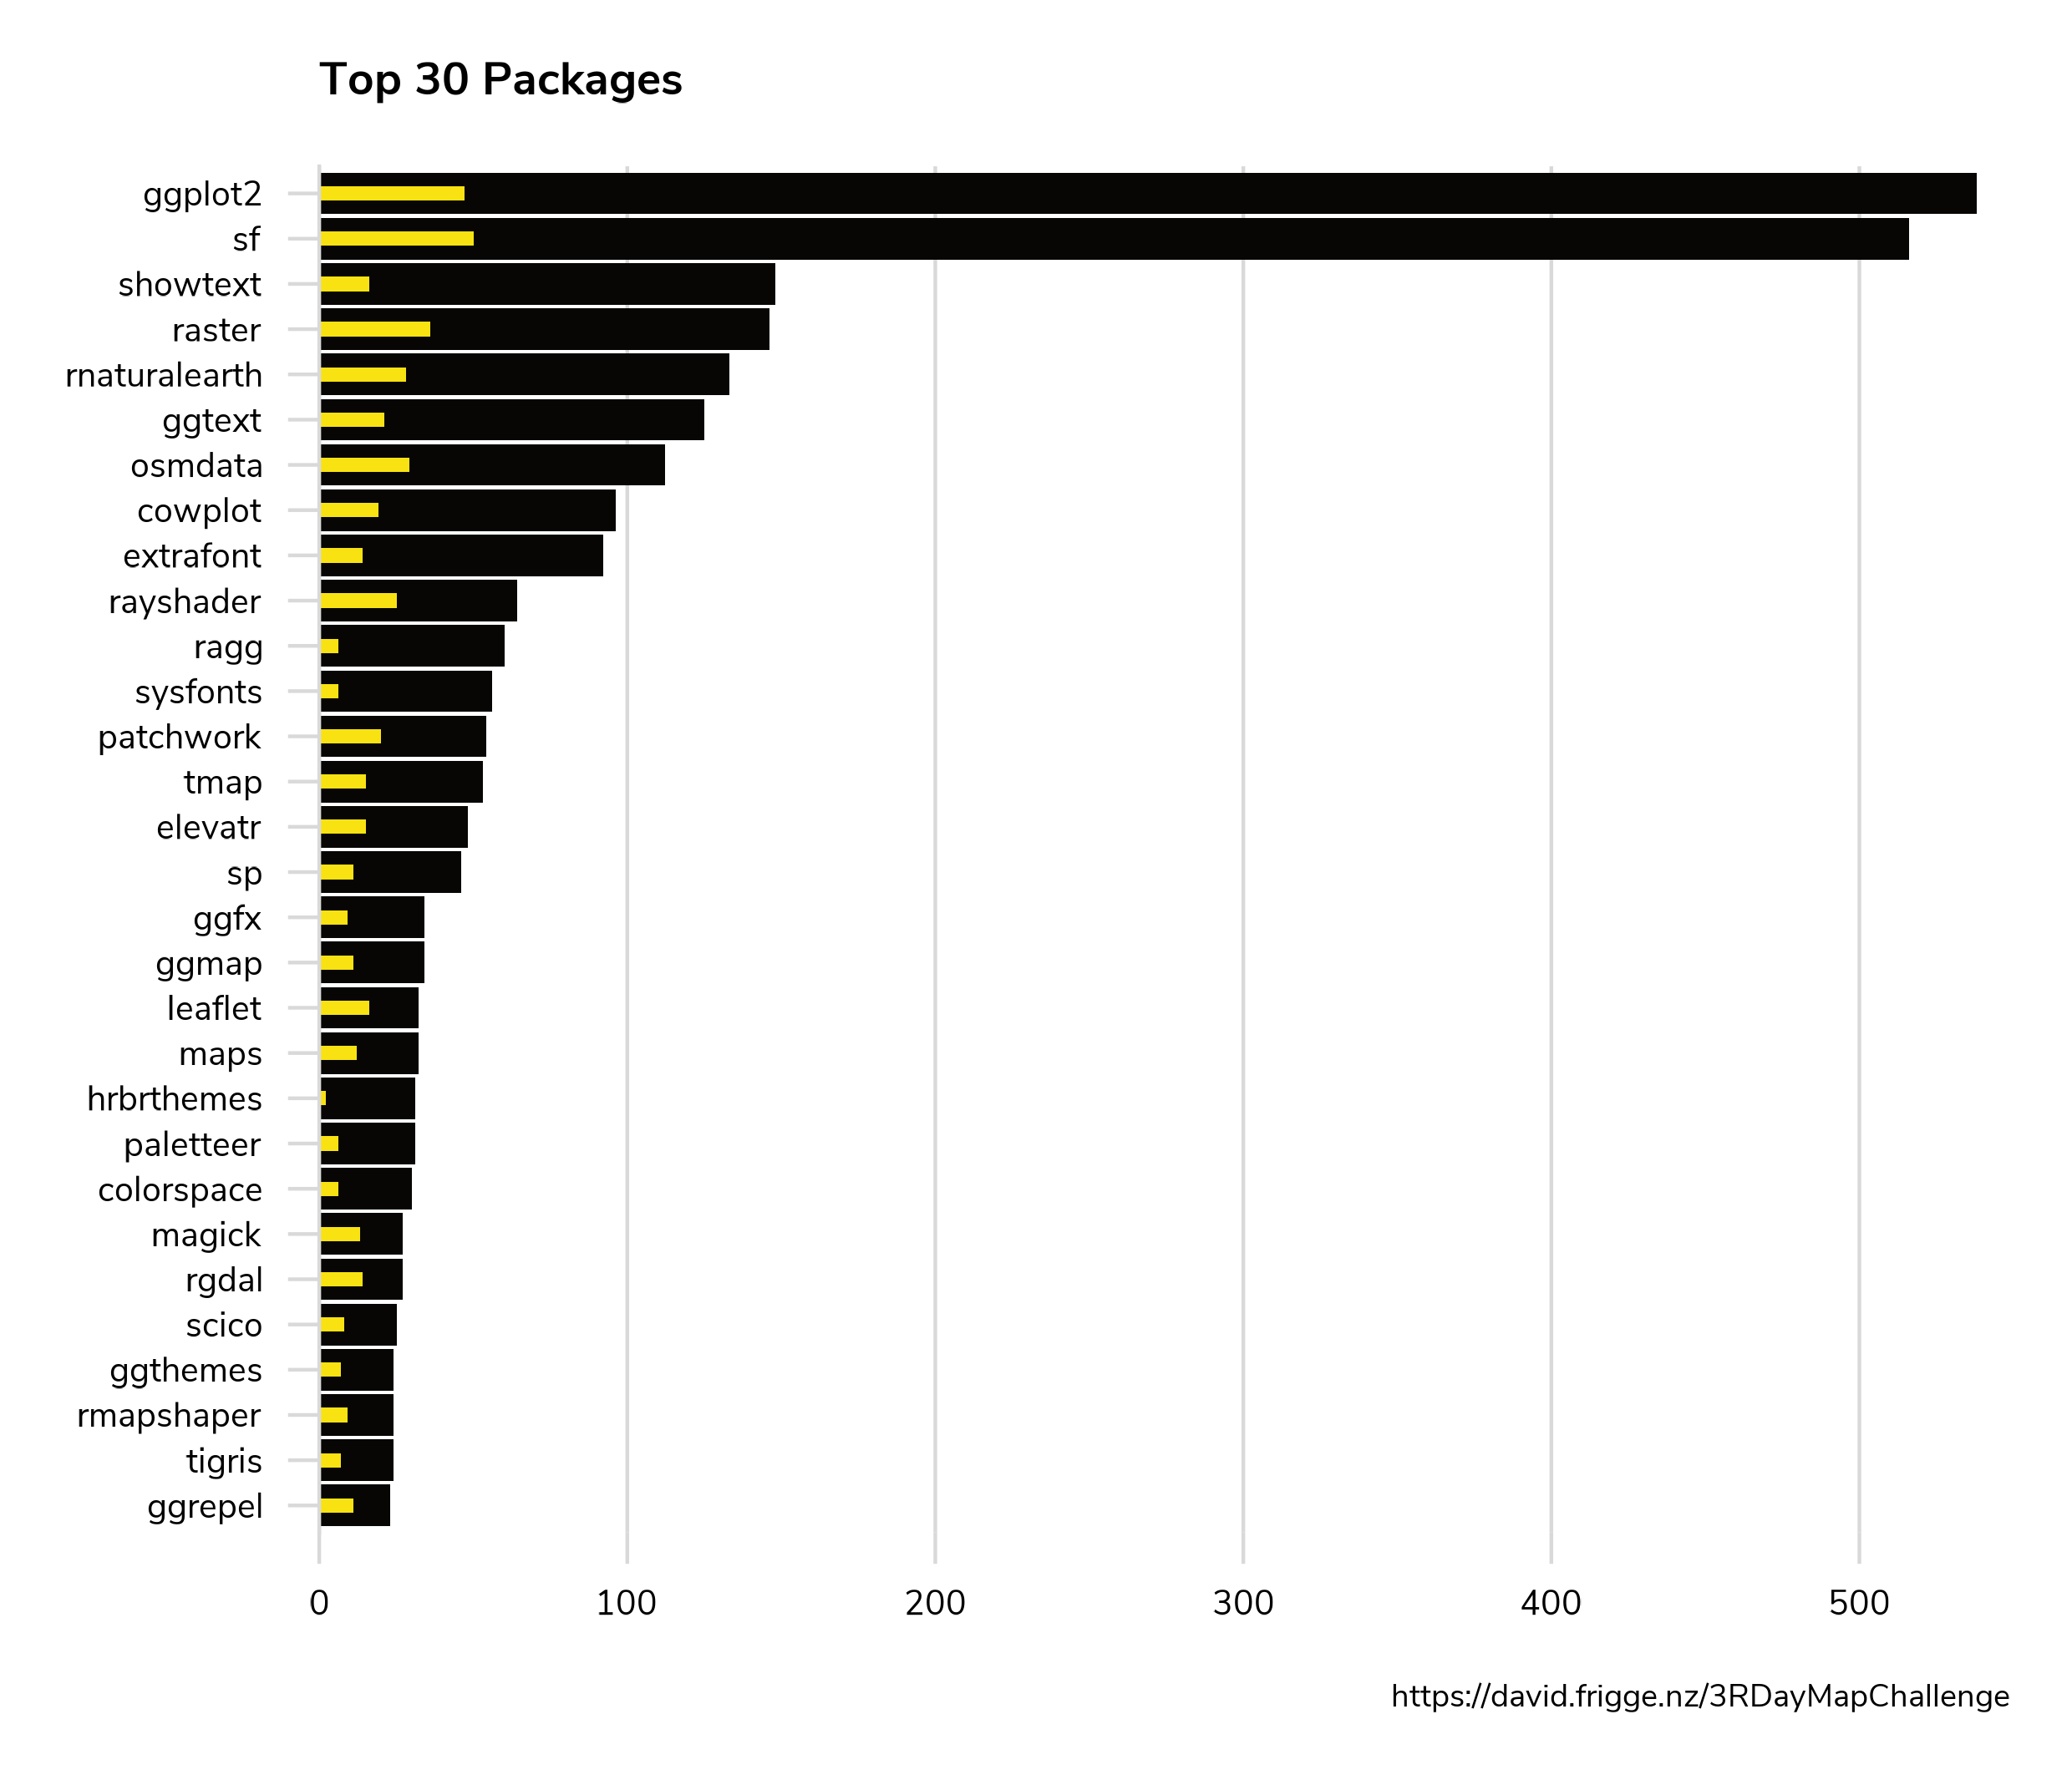 Top 30 Packages
ggplot2
sf
showtext
raster
rnaturalearth
ggtext
osmdata
cowplot
extrafont
rayshader
ragg
sysfonts
patchwork
tmap
elevatr
sp
ggfx
ggmap
leaflet
maps
hrbrthemes
paletteer
colorspace
magick
rgdal
scico
ggthemes
rmapshaper
tigris
ggrepel
0 100 200 300 400 500
https://david.frigge.nz/3RDayMapChallenge